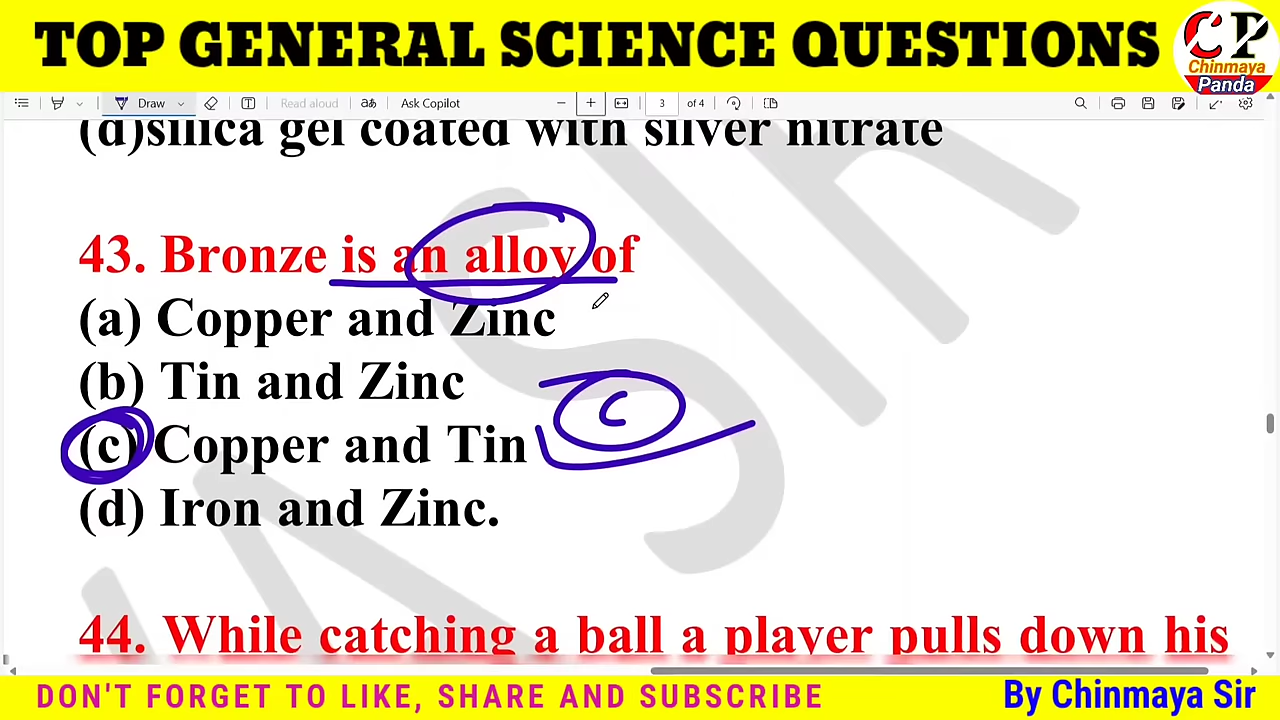 TOP GENERAL SCIENCE QUESTIONS
CP
Chinmaya
Panda
Draw
Read aloud
aあ
Ask Copilot
3
of 4
(d)silica gel coated with silver nitrate
43. Bronze is an alloy of
(a) Copper and Zinc
(b) Tin and Zinc
C
(c) Copper and Tin
(d) Iron and Zinc.
44. While catching a ball a player pulls down his
DON'T FORGET TO LIKE, SHARE AND SUBSCRIBE
By Chinmaya Sir